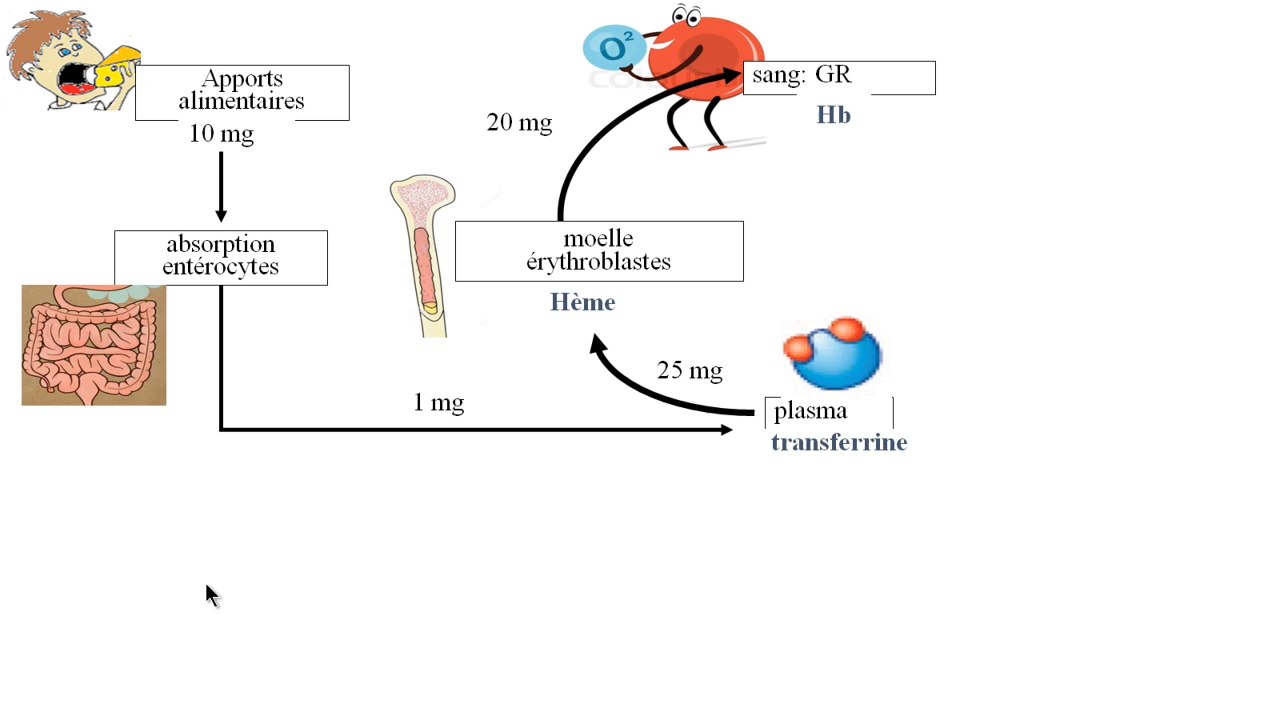 Apports
alimentaires
10 mg
absorption
entérocytes
1 mg
O²
sang: GR
Hb
20 mg
moelle
érythroblastes
Hème
25 mg
plasma
transferrine